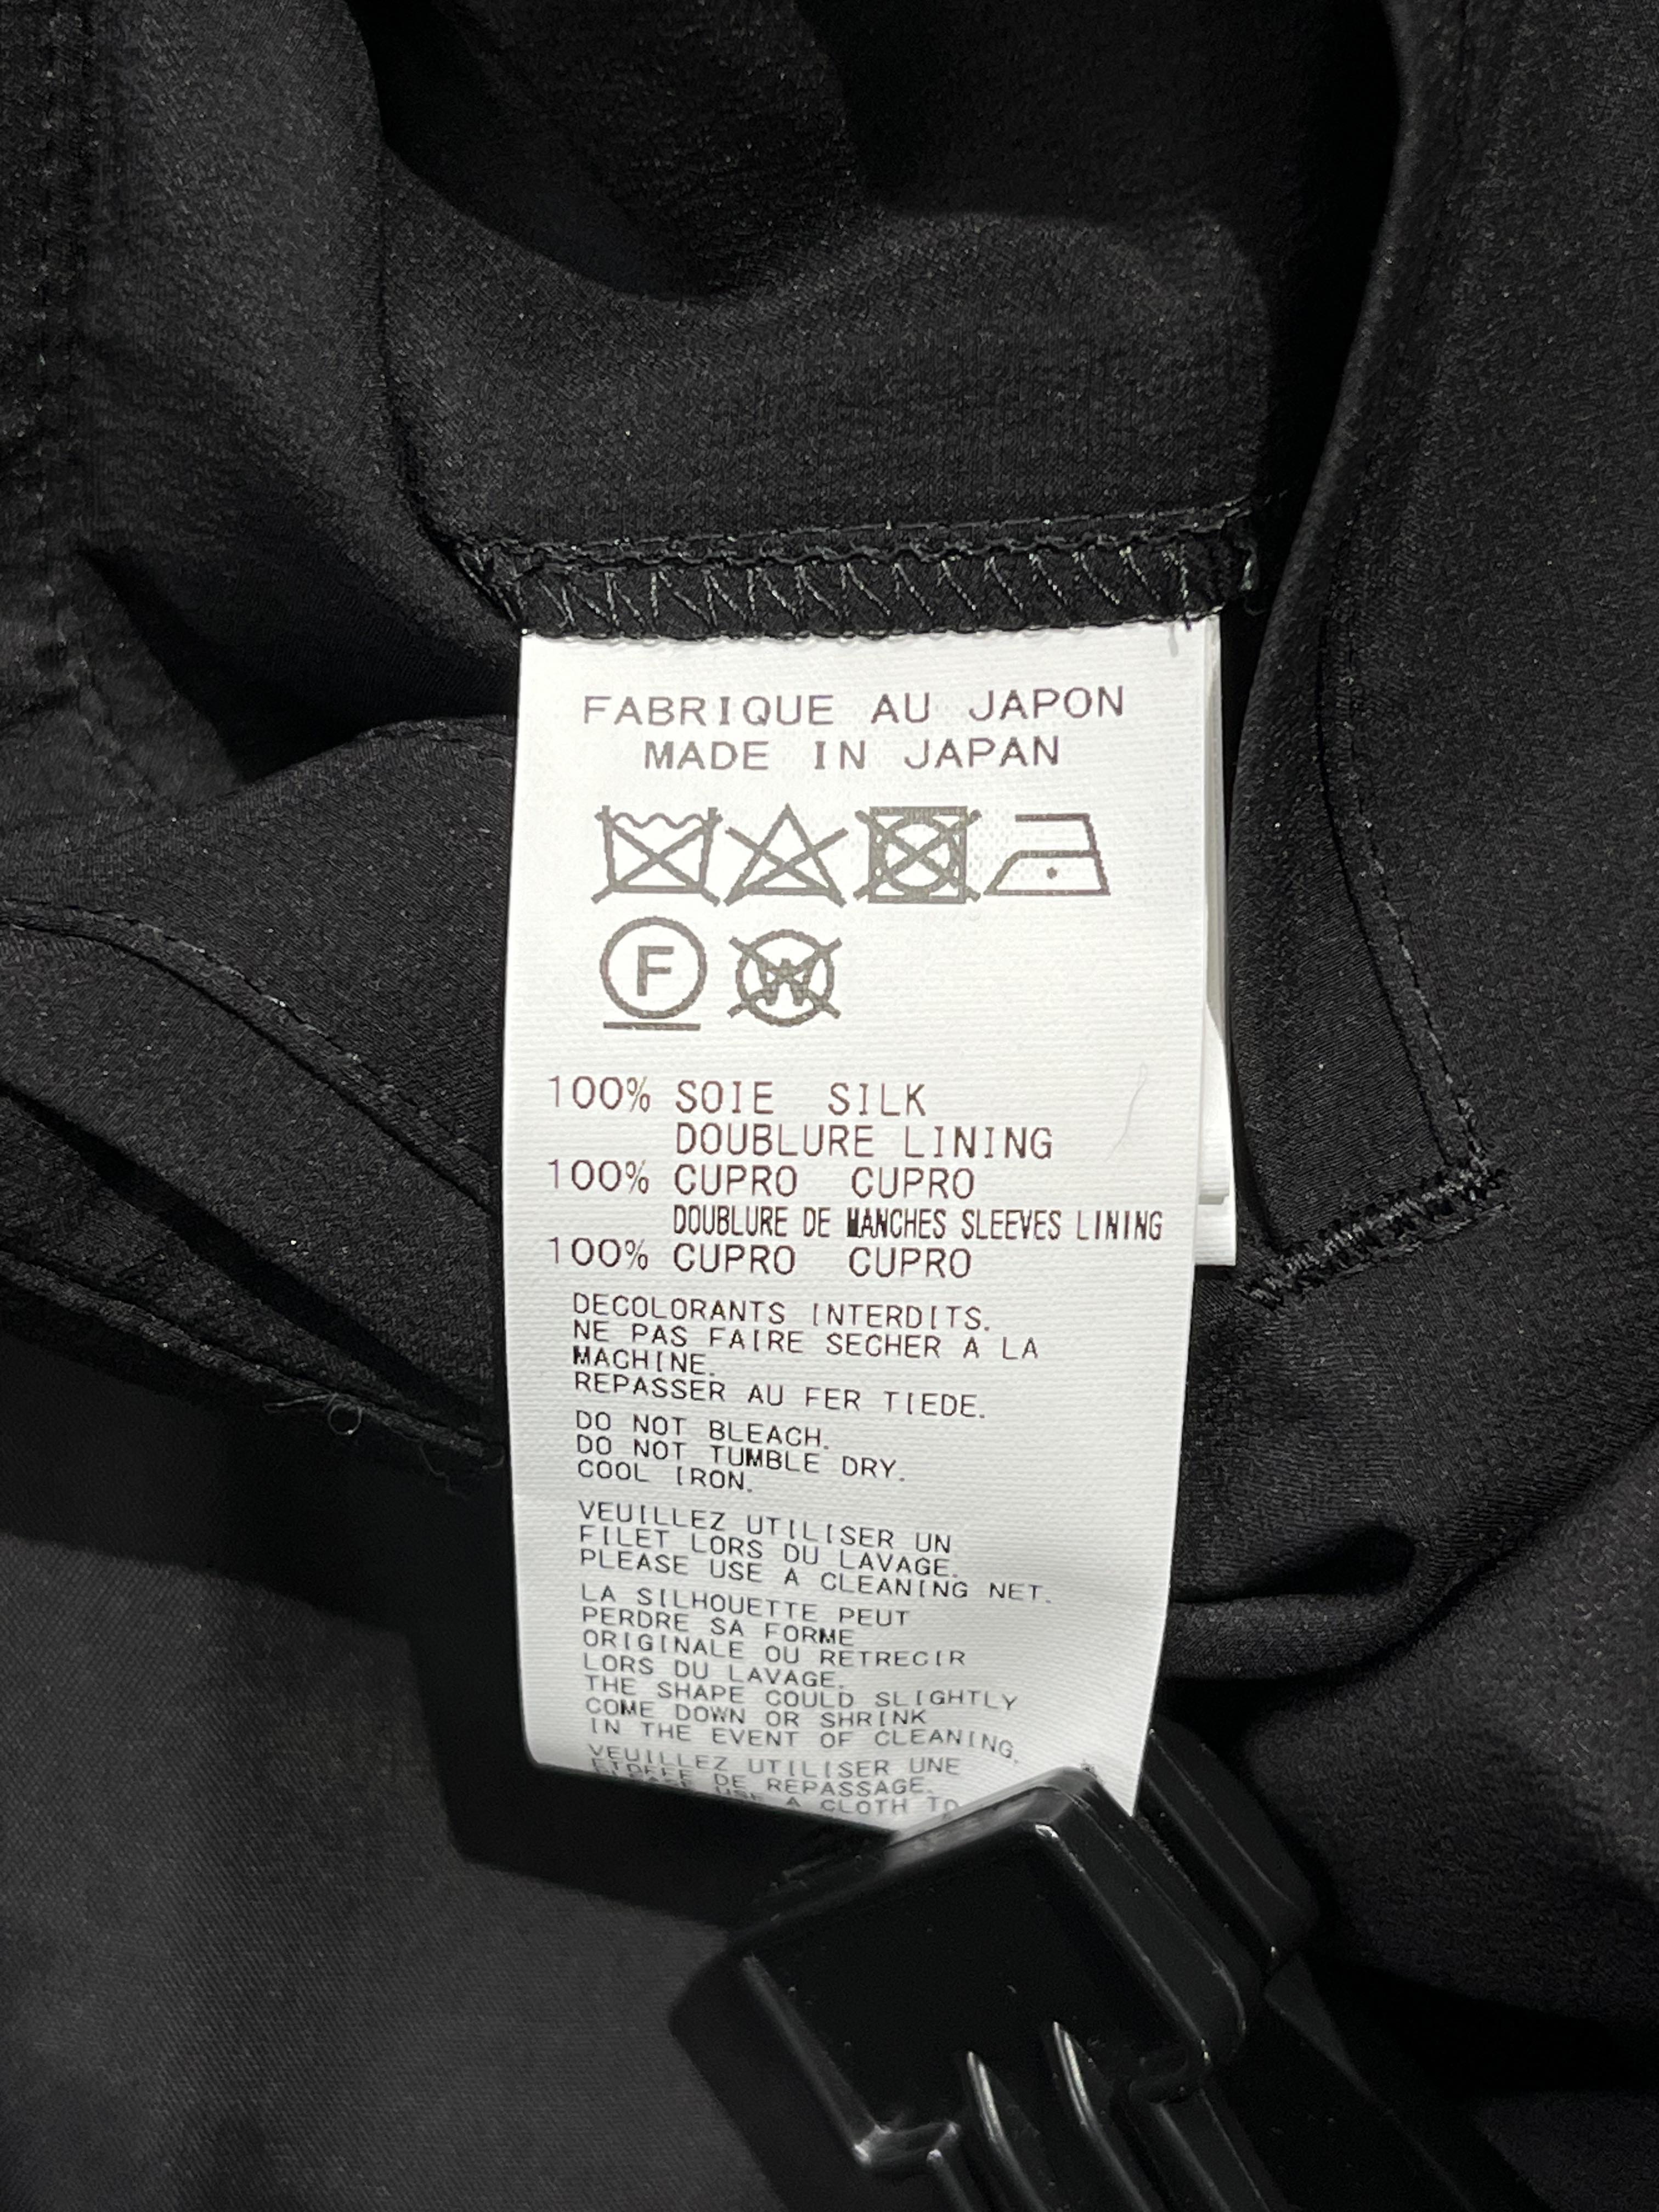 FABRIQUE AU JAPON
MADE IN JAPAN
F W
100% SOIE SILK
DOUBLURE LINING
100% CUPRO CUPRO
DOUBLURE DE MANCHES SLEEVES LINING
100% CUPRO CUPRO
DECOLORANTS INTERDITS.
NE PAS FAIRE SECHER A LA
MACHINE.
REPASSER AU FER TIEDE.
DO NOT BLEACH.
DO NOT TUMBLE DRY.
COOL IRON.
VEUILLEZ UTILISER UN
FILET LORS DU LAVAGE.
PLEASE USE A CLEANING NET.
LA SILHOUETTE PEUT
PERDRE SA FORME
ORIGINALE OU RETRECIR
LORS DU LAVAGE.
THE SHAPE COULD SLIGHTLY
COME DOWN OR SHRINK
IN THE EVENT OF CLEANING.
VEUILLEZ UTILISER UNE
DE REPASSAGE.
USE A CLOTH TO